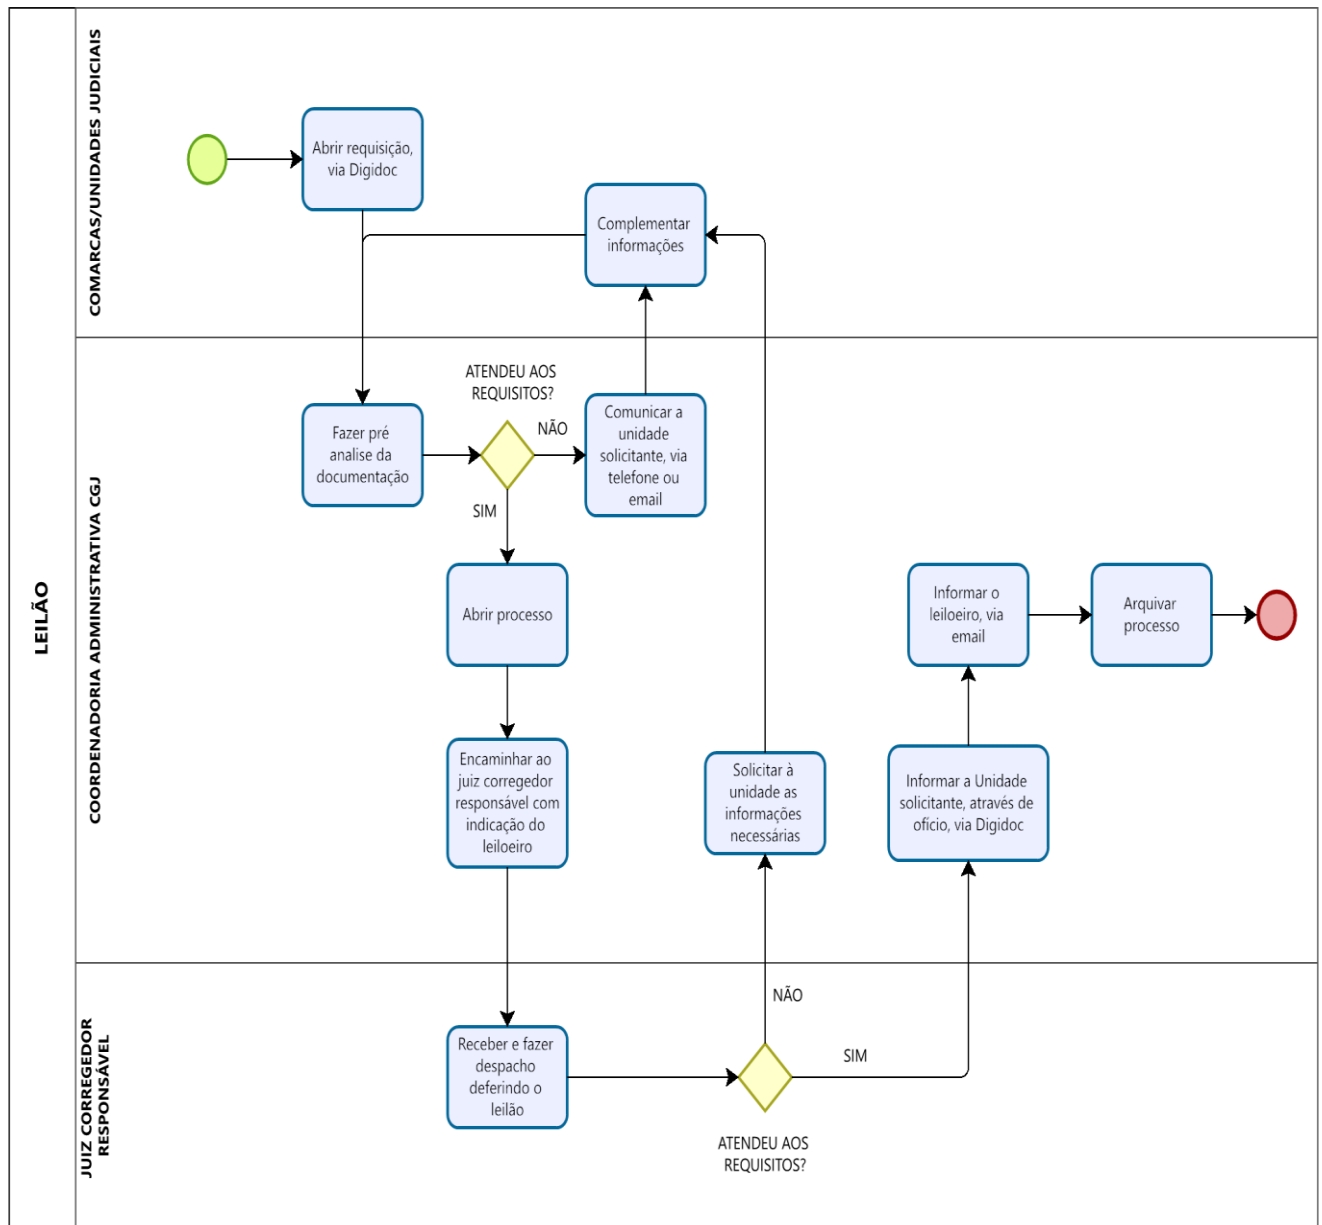 LEILÃO
COMARCAS/UNIDADES JUDICIAIS
Abrir requisição,
via Digidoc
Complementar
informações
COORDENADORIA ADMINISTRATIVA CGJ
ATENDEU AOS
REQUISITOS?
Fazer pré
analise da
documentação
NÃO
Comunicar a
unidade
solicitante, via
telefone ou
email
SIM
Abrir processo
Informar o
leiloeiro, via
email
Arquivar
processo
Encaminhar ao
juiz corregedor
responsável com
indicação do
leiloeiro
Solicitar à
unidade as
informações
necessárias
Informar a Unidade
solicitante, através de
ofício, via Digidoc
JUIZ CORREGEDOR
RESPONSÁVEL
Receber e fazer
despacho
deferindo o
leilão
NÃO
SIM
ATENDEU AOS
REQUISITOS?